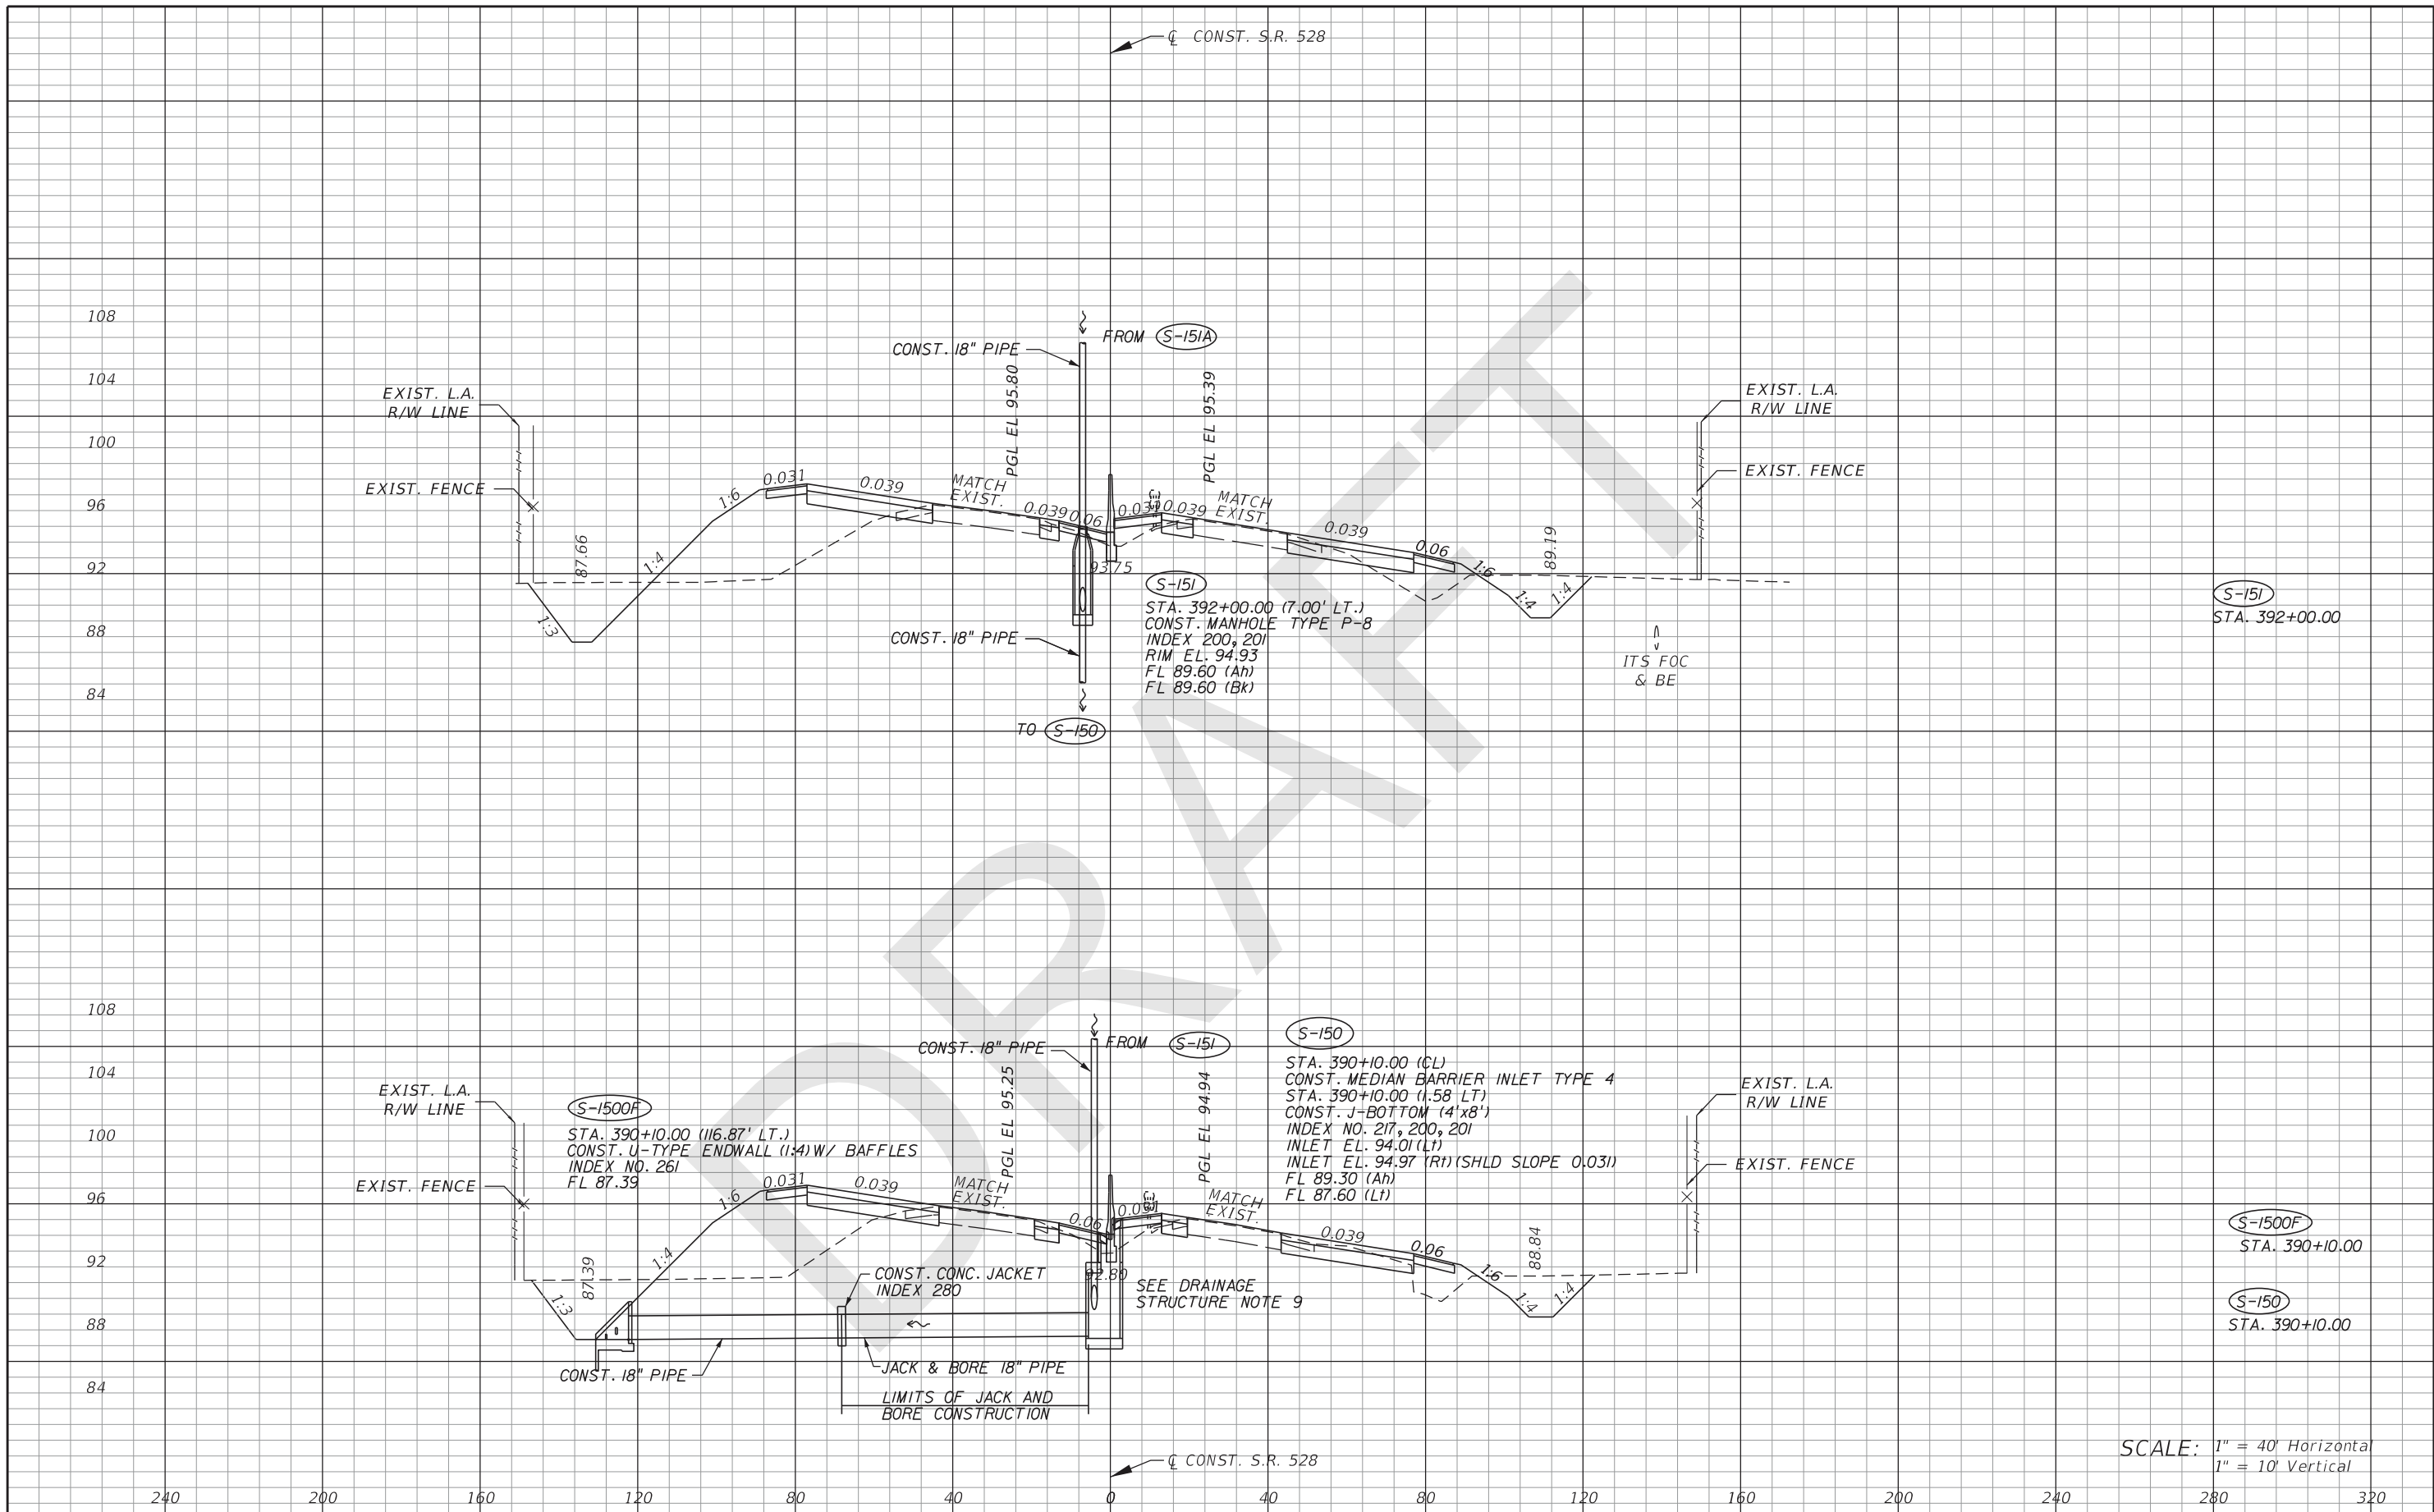 ℄ CONST. S.R. 528
108
104
100
96
92
88
84
FROM S-151A
CONST. 18" PIPE
PGL EL 95.80
PGL EL 95.39
EXIST. L.A.
R/W LINE
EXIST. FENCE
87.66
1:3
1:4
1:6
0.031
0.039
MATCH
EXIST.
0.039
0.06
0.031
0.039
MATCH
EXIST.
0.039
0.06
1:6
1:4
1:4
89.19
93.75
EXIST. L.A.
R/W LINE
EXIST. FENCE
S-151
STA. 392+00.00 (7.00' LT.)
CONST. MANHOLE TYPE P-8
INDEX 200, 201
RIM EL. 94.93
FL 89.60 (Ah)
FL 89.60 (Bk)
CONST. 18" PIPE
TO S-150
ITS FOC
& BE
S-151
STA. 392+00.00
DRAFT
108
104
100
96
92
88
84
CONST. 18" PIPE
FROM S-151
PGL EL 95.25
PGL EL 94.94
S-150
STA. 390+10.00 (CL)
CONST. MEDIAN BARRIER INLET TYPE 4
STA. 390+10.00 (1.58 LT)
CONST. J-BOTTOM (4'x8')
INDEX NO. 217, 200, 201
INLET EL. 94.01 (Lt)
INLET EL. 94.97 (Rt) (SHLD SLOPE 0.031)
FL 89.30 (Ah)
FL 87.60 (Lt)
EXIST. L.A.
R/W LINE
EXIST. FENCE
S-150OF
STA. 390+10.00 (116.87' LT.)
CONST. U-TYPE ENDWALL (1:4) W/ BAFFLES
INDEX NO. 261
FL 87.39
87.39
1:3
1:4
1:6
0.031
0.039
MATCH
EXIST.
0.06
0.031
MATCH
EXIST.
0.039
0.06
1:6
1:4
1:4
88.84
92.80
EXIST. L.A.
R/W LINE
EXIST. FENCE
CONST. CONC. JACKET
INDEX 280
SEE DRAINAGE
STRUCTURE NOTE 9
CONST. 18" PIPE
JACK & BORE 18" PIPE
LIMITS OF JACK AND
BORE CONSTRUCTION
S-150OF
STA. 390+10.00
S-150
STA. 390+10.00
℄ CONST. S.R. 528
SCALE: 1" = 40' Horizontal
1" = 10' Vertical
240 200 160 120 80 40 0 40 80 120 160 200 240 280 320